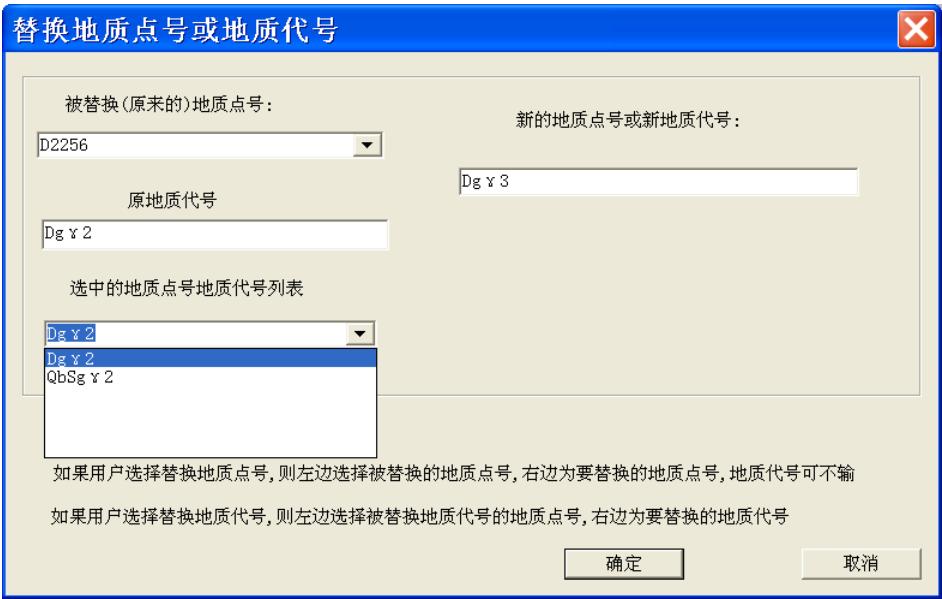 替换地质点号或地质代号
被替换(原来的)地质点号:
D2256
原地质代号
Dgγ2
选中的地质点号地质代号列表
Dgγ2
Dgγ2
QbSgγ2
新的地质点号或新地质代号:
Dgγ3
如果用户选择替换地质点号,则左边选择被替换的地质点号,右边为要替换的地质点号,地质代号可不输
如果用户选择替换地质代号,则左边选择被替换地质代号的地质点号,右边为要替换的地质代号
确定
取消